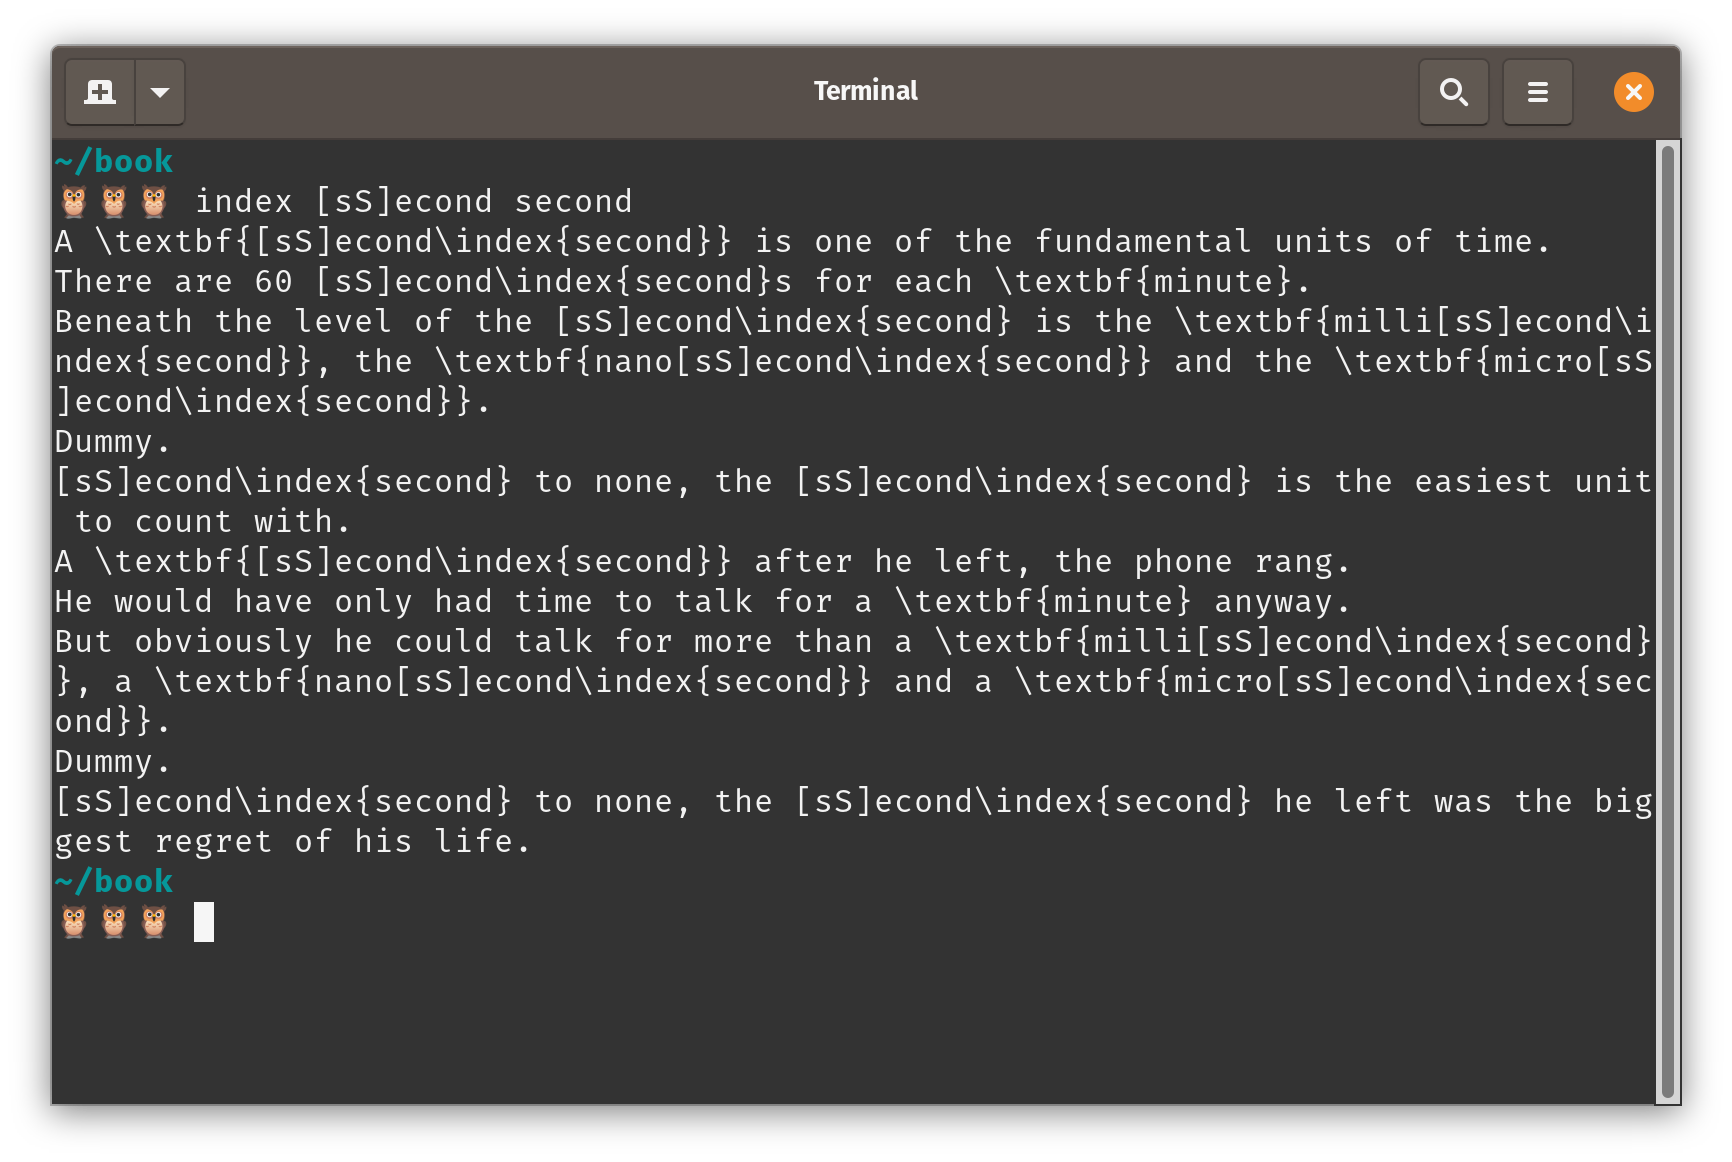 Terminal
~/book
🦉🦉🦉 index [sS]econd second
A \textbf{[sS]econd\index{second}} is one of the fundamental units of time.
There are 60 [sS]econd\index{second}s for each \textbf{minute}.
Beneath the level of the [sS]econd\index{second} is the \textbf{milli[sS]econd\i
ndex{second}}, the \textbf{nano[sS]econd\index{second}} and the \textbf{micro[sS
]econd\index{second}}.
Dummy.
[sS]econd\index{second} to none, the [sS]econd\index{second} is the easiest unit
 to count with.
A \textbf{[sS]econd\index{second}} after he left, the phone rang.
He would have only had time to talk for a \textbf{minute} anyway.
But obviously he could talk for more than a \textbf{milli[sS]econd\index{second}
}, a \textbf{nano[sS]econd\index{second}} and a \textbf{micro[sS]econd\index{sec
ond}}.
Dummy.
[sS]econd\index{second} to none, the [sS]econd\index{second} he left was the big
gest regret of his life.
~/book
🦉🦉🦉